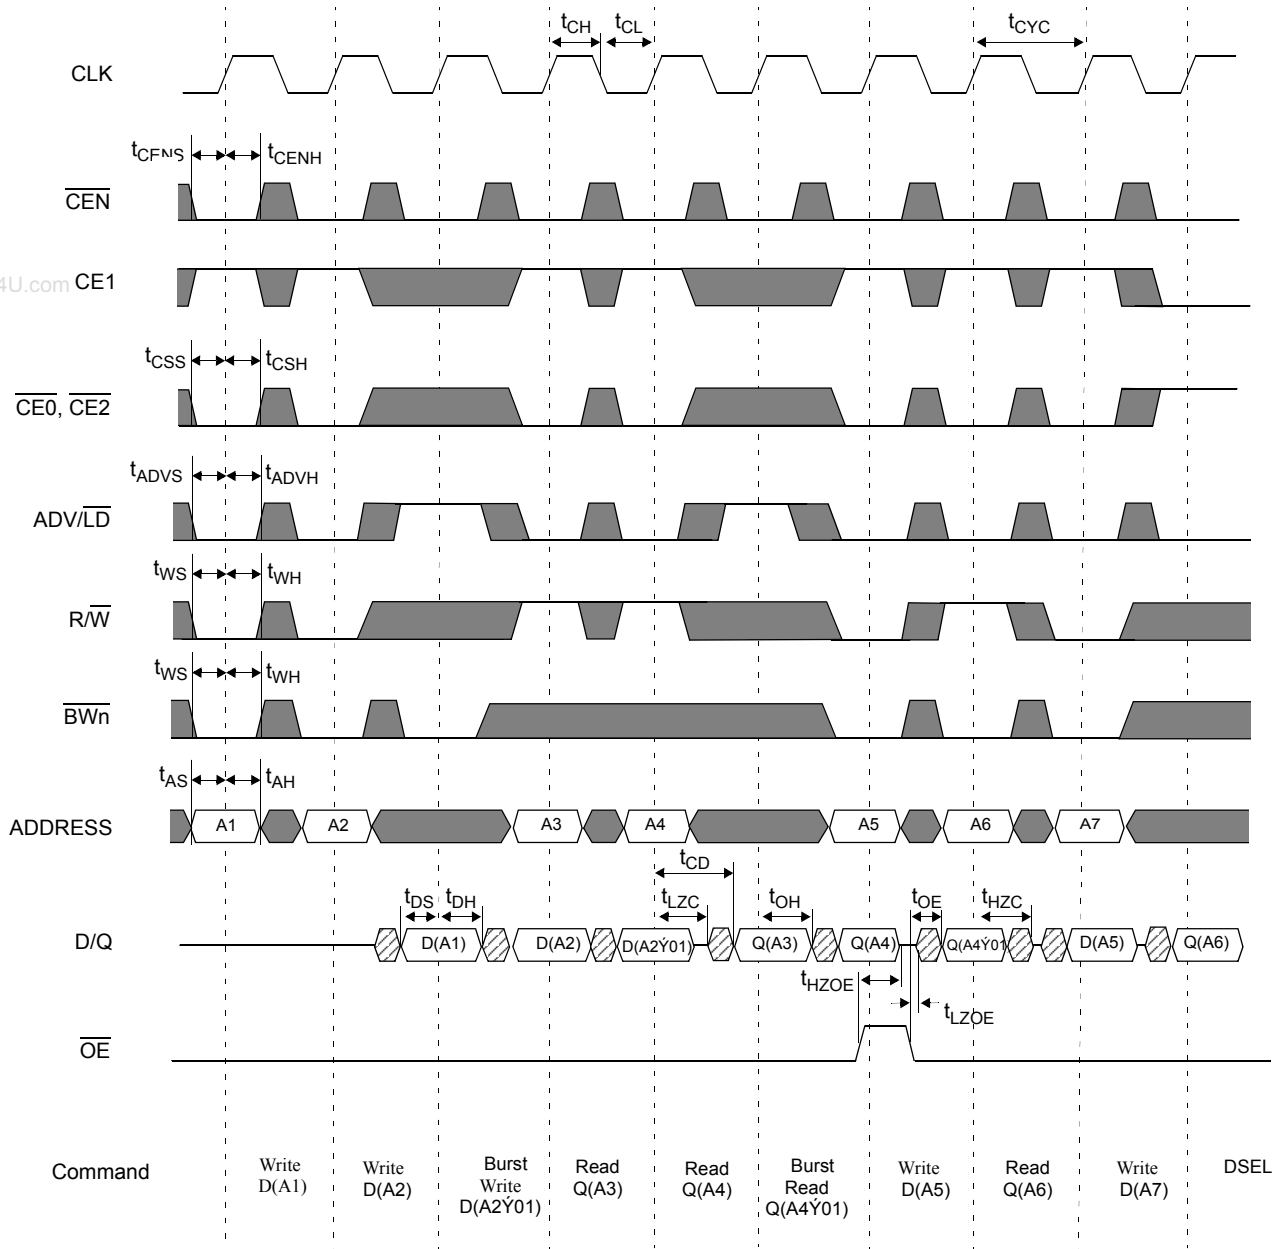 tCH tCL tCYC
CLK
tCENS tCENH
CEN
4U.com CE1
tCSS tCSH
CE0, CE2
tADVS tADVH
ADV/LD
tWS tWH
R/W
tWS tWH
BWn
tAS tAH
ADDRESS A1 A2 A3 A4 A5 A6 A7
tCD
tDS tDH tLZC tOH tOE tHZC
D/Q D(A1) D(A2) D(A2Ý01) Q(A3) Q(A4) Q(A4Ý01 D(A5) Q(A6)
tHZOE
tLZOE
OE
Command
Write D(A1)
Write D(A2)
Burst Write D(A2Ý01)
Read Q(A3)
Read Q(A4)
Burst Read Q(A4Ý01)
Write D(A5)
Read Q(A6)
Write D(A7)
DSEL